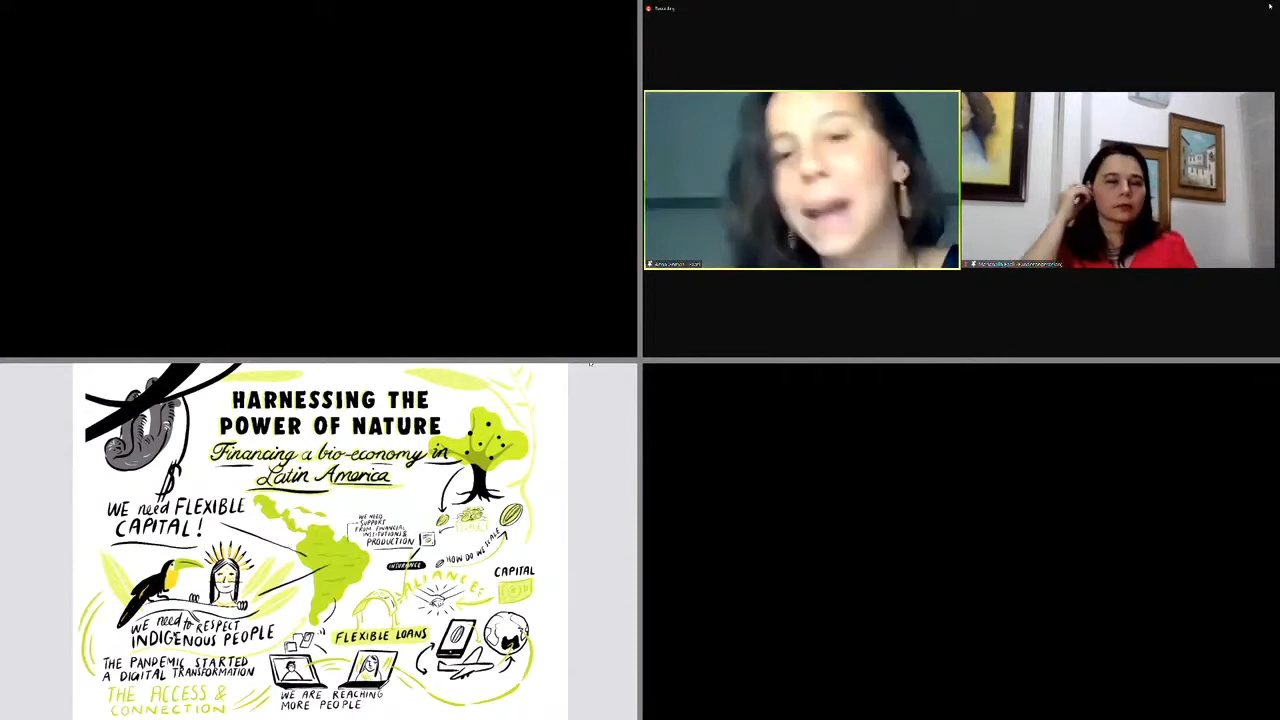 HARNESSING THE
POWER OF NATURE
Financing a bio-economy in
Latin America
WE need FLEXIBLE
CAPITAL!
WE NEED
SUPPORT
FROM FINANCIAL
INSTITUTIONS &
PRODUCTION
INSURANCE
HOW DO WE SCALE
ALIANCES
CAPITAL
WE need to RESPECT
INDIGENOUS PEOPLE
FLEXIBLE LOANS
THE PANDEMIC STARTED
A DIGITAL TRANSFORMATION
THE ACCESS &
CONNECTION
WE ARE REACHING
MORE PEOPLE